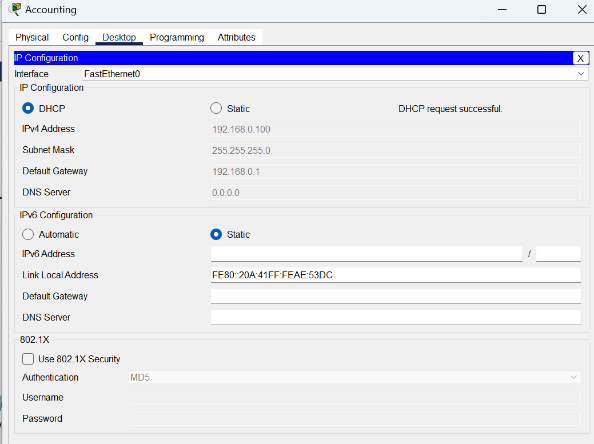 Accounting
Physical Config Desktop Programming Attributes
IP Configuration X
Interface FastEthernet0
IP Configuration
DHCP Static DHCP request successful.
IPv4 Address 192.168.0.100
Subnet Mask 255.255.255.0
Default Gateway 192.168.0.1
DNS Server 0.0.0.0
IPv6 Configuration
Automatic Static
IPv6 Address /
Link Local Address FE80::20A:41FF:FEAE:53DC
Default Gateway
DNS Server
802.1X
Use 802.1X Security
Authentication MD5
Username
Password